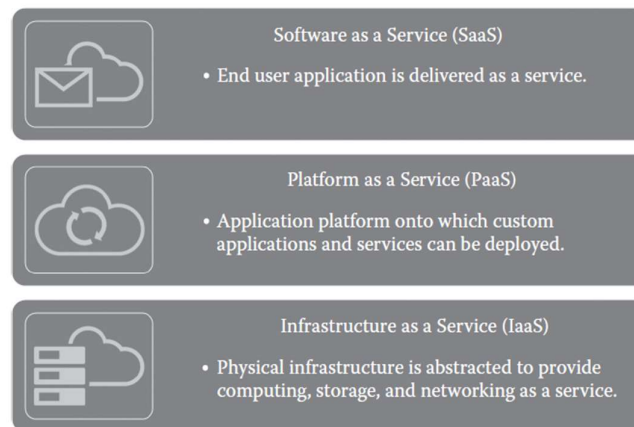 Software as a Service (SaaS)
• End user application is delivered as a service.
Platform as a Service (PaaS)
• Application platform onto which custom
applications and services can be deployed.
Infrastructure as a Service (IaaS)
• Physical infrastructure is abstracted to provide
computing, storage, and networking as a service.